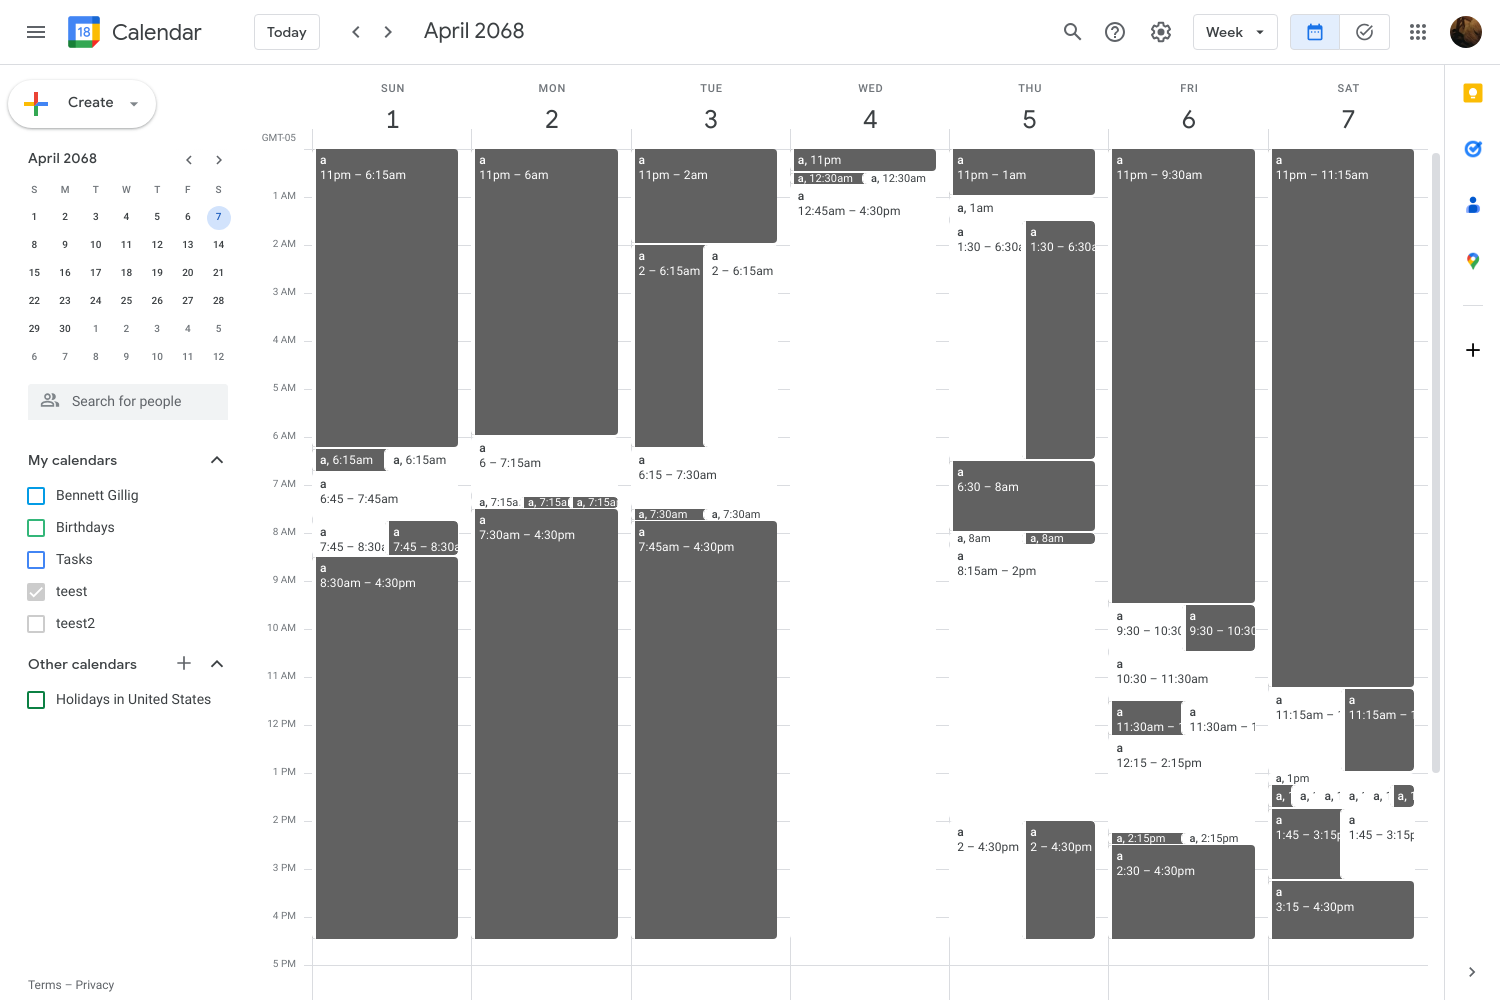 18
Calendar
Today
April 2068
Week
Create
April 2068
S M T W T F S
1 2 3 4 5 6 7
8 9 10 11 12 13 14
15 16 17 18 19 20 21
22 23 24 25 26 27 28
29 30 1 2 3 4 5
6 7 8 9 10 11 12
Search for people
My calendars
Bennett Gillig
Birthdays
Tasks
teest
teest2
Other calendars
Holidays in United States
Terms – Privacy
GMT-05
1 AM
2 AM
3 AM
4 AM
5 AM
6 AM
7 AM
8 AM
9 AM
10 AM
11 AM
12 PM
1 PM
2 PM
3 PM
4 PM
5 PM
SUN
1
a
11pm – 6:15am
a, 6:15am
a, 6:15am
a
6:45 – 7:45am
a
7:45 – 8:30a
a
7:45 – 8:30a
a
8:30am – 4:30pm
MON
2
a
11pm – 6am
a
6 – 7:15am
a, 7:15a
a, 7:15a
a, 7:15a
a
7:30am – 4:30pm
TUE
3
a
11pm – 2am
a
2 – 6:15am
a
2 – 6:15am
a
6:15 – 7:30am
a, 7:30am
a, 7:30am
a
7:45am – 4:30pm
WED
4
a, 11pm
a, 12:30am
a, 12:30am
a
12:45am – 4:30pm
THU
5
a
11pm – 1am
a, 1am
a
1:30 – 6:30a
a
1:30 – 6:30a
a
6:30 – 8am
a, 8am
a, 8am
a
8:15am – 2pm
a
2 – 4:30pm
a
2 – 4:30pm
FRI
6
a
11pm – 9:30am
a
9:30 – 10:30
a
9:30 – 10:30
a
10:30 – 11:30am
a
11:30am –
a
11:30am – 1
a
12:15 – 2:15pm
a, 2:15pm
a, 2:15pm
a
2:30 – 4:30pm
SAT
7
a
11pm – 11:15am
a
11:15am –
a
11:15am – 1
a, 1pm
a,
a,
a,
a,
a,
a, 1
a
1:45 – 3:15p
a
1:45 – 3:15p
a
3:15 – 4:30pm